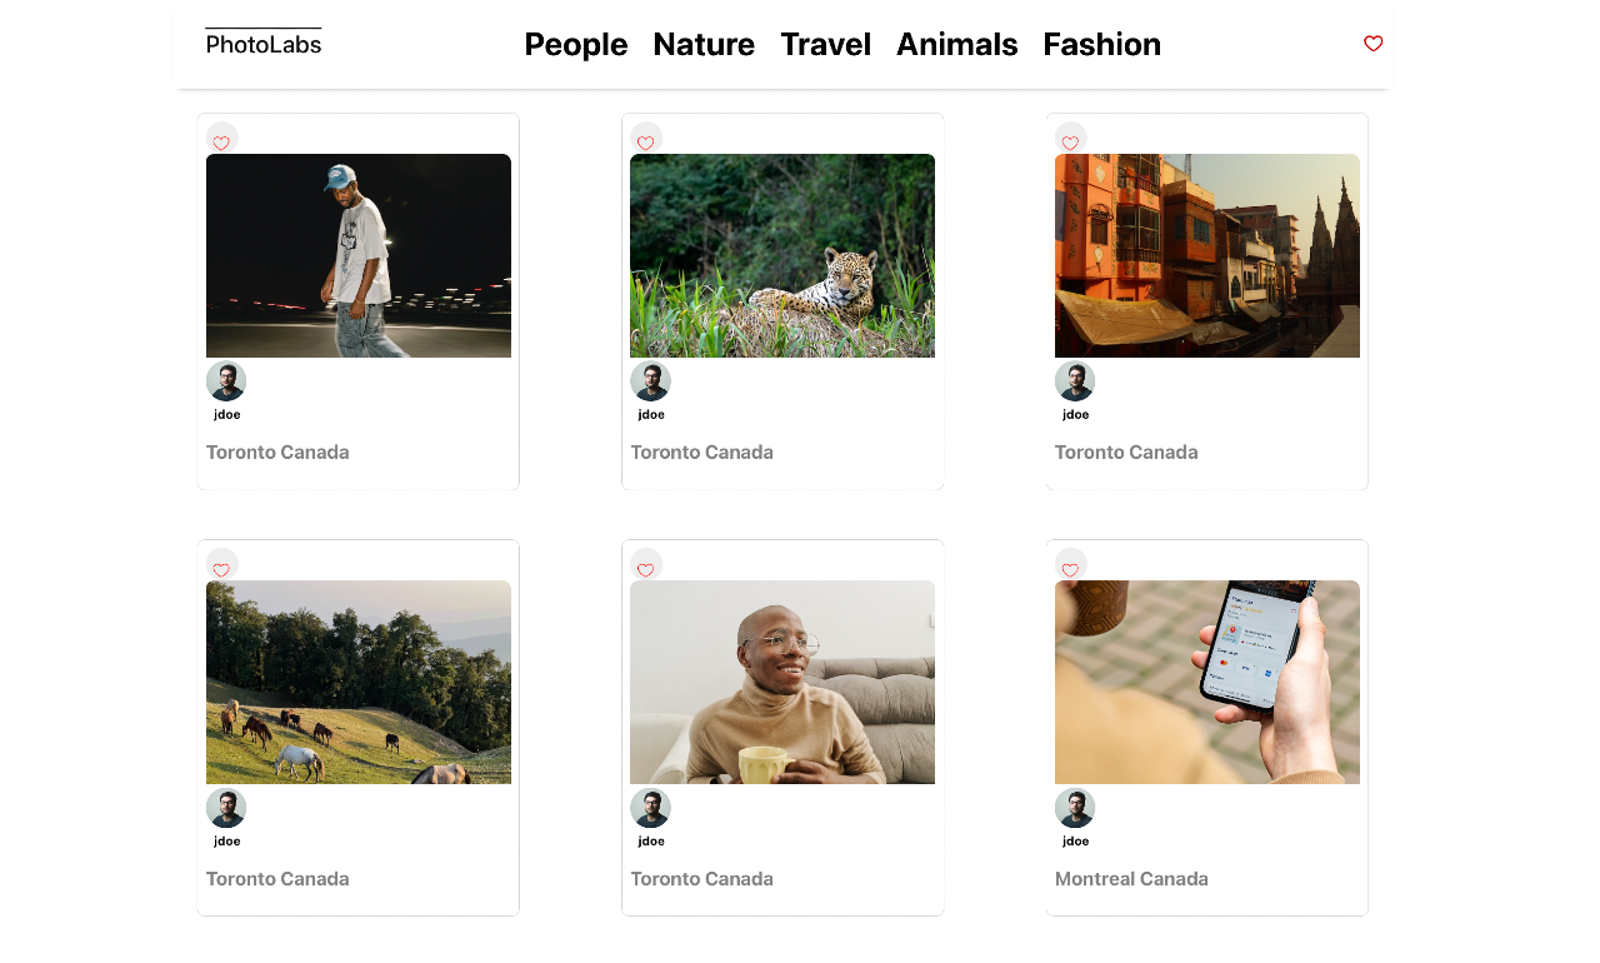 PhotoLabs
People Nature Travel Animals Fashion
jdoe
Toronto Canada
jdoe
Toronto Canada
jdoe
Toronto Canada
jdoe
Toronto Canada
jdoe
Toronto Canada
jdoe
Montreal Canada